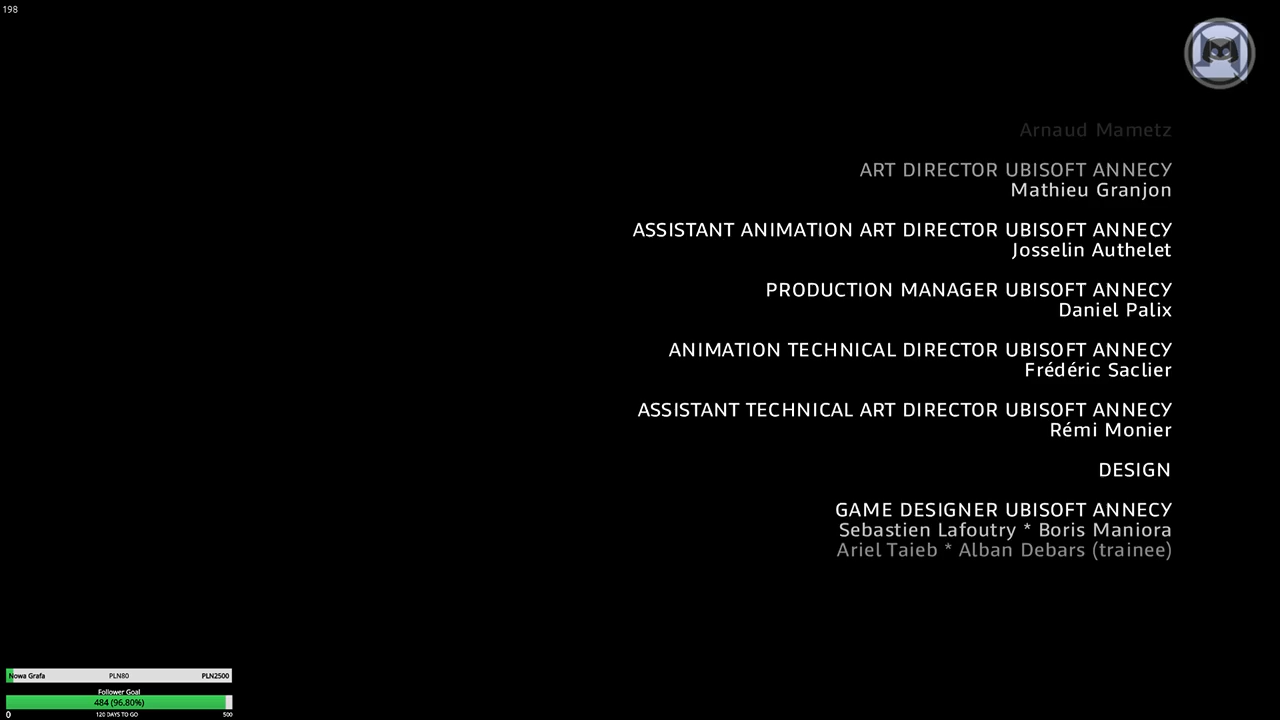 198
Arnaud Mametz
ART DIRECTOR UBISOFT ANNECY
Mathieu Granjon
ASSISTANT ANIMATION ART DIRECTOR UBISOFT ANNECY
Josselin Authelet
PRODUCTION MANAGER UBISOFT ANNECY
Daniel Palix
ANIMATION TECHNICAL DIRECTOR UBISOFT ANNECY
Frédéric Saclier
ASSISTANT TECHNICAL ART DIRECTOR UBISOFT ANNECY
Rémi Monier
DESIGN
GAME DESIGNER UBISOFT ANNECY
Sebastien Lafoutry * Boris Maniora
Ariel Taieb * Alban Debars (trainee)
Nowa Grafa PLN80 PLN2500
Follower Goal
484 (96.80%)
0 120 DAYS TO GO 500